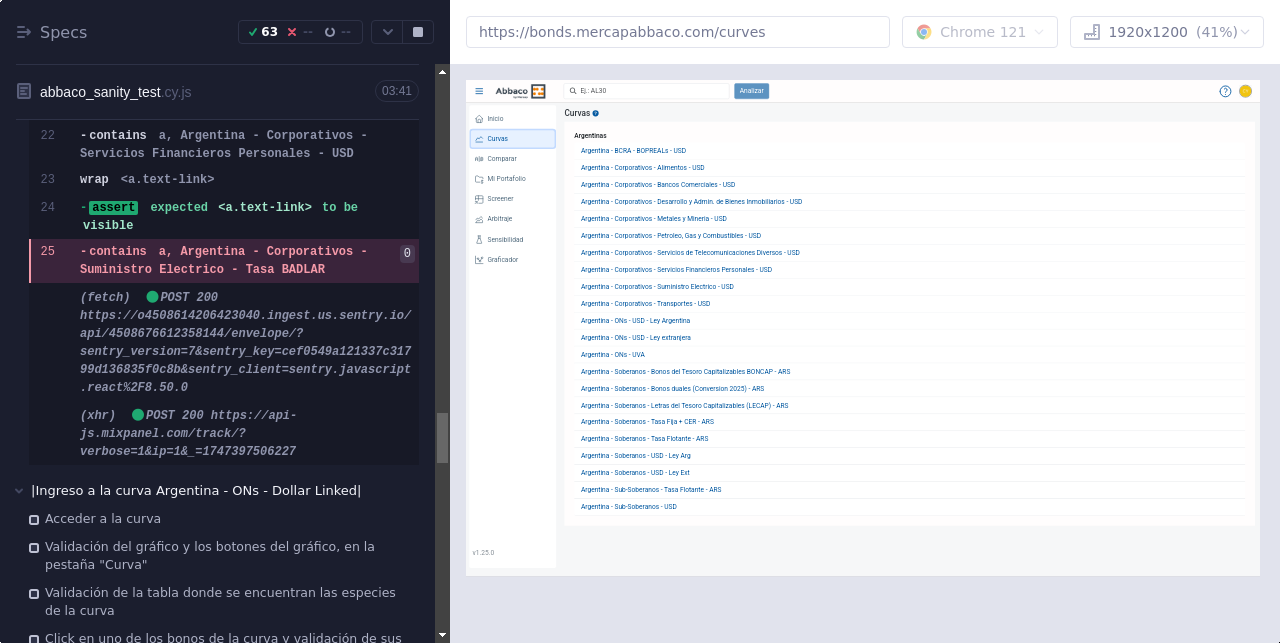 Specs
63
--
--
abbaco_sanity_test.cy.js
03:41
22 -contains a, Argentina - Corporativos -
Servicios Financieros Personales - USD
23 wrap <a.text-link>
24 -assert expected <a.text-link> to be
visible
25 -contains a, Argentina - Corporativos -
Suministro Electrico - Tasa BADLAR
0
(fetch) POST 200
https://o4508614206423040.ingest.us.sentry.io/
api/4508676612358144/envelope/?
sentry_version=7&sentry_key=cef0549a121337c317
99d136835f0c8b&sentry_client=sentry.javascript
.react%2F8.50.0
(xhr) POST 200 https://api-
js.mixpanel.com/track/?
verbose=1&ip=1&_=1747397506227
|Ingreso a la curva Argentina - ONs - Dollar Linked|
Acceder a la curva
Validación del gráfico y los botones del gráfico, en la
pestaña "Curva"
Validación de la tabla donde se encuentran las especies
de la curva
Click en uno de los bonos de la curva y validación de sus
https://bonds.mercapabbaco.com/curves
Chrome 121
1920x1200 (41%)
Abbaco
Ej.: AL30
Analizar
Inicio
Curvas
Comparar
Mi Portafolio
Screener
Arbitraje
Sensibilidad
Graficador
v1.25.0
Curvas
Argentinas
Argentina - BCRA - BOPREALs - USD
Argentina - Corporativos - Alimentos - USD
Argentina - Corporativos - Bancos Comerciales - USD
Argentina - Corporativos - Desarrollo y Admin. de Bienes Inmobiliarios - USD
Argentina - Corporativos - Metales y Mineria - USD
Argentina - Corporativos - Petroleo, Gas y Combustibles - USD
Argentina - Corporativos - Servicios de Telecomunicaciones Diversos - USD
Argentina - Corporativos - Servicios Financieros Personales - USD
Argentina - Corporativos - Suministro Electrico - USD
Argentina - Corporativos - Transportes - USD
Argentina - ONs - USD - Ley Argentina
Argentina - ONs - USD - Ley extranjera
Argentina - ONs - UVA
Argentina - Soberanos - Bonos del Tesoro Capitalizables BONCAP - ARS
Argentina - Soberanos - Bonos duales (Conversion 2025) - ARS
Argentina - Soberanos - Letras del Tesoro Capitalizables (LECAP) - ARS
Argentina - Soberanos - Tasa Fija + CER - ARS
Argentina - Soberanos - Tasa Flotante - ARS
Argentina - Soberanos - USD - Ley Arg
Argentina - Soberanos - USD - Ley Ext
Argentina - Sub-Soberanos - Tasa Flotante - ARS
Argentina - Sub-Soberanos - USD